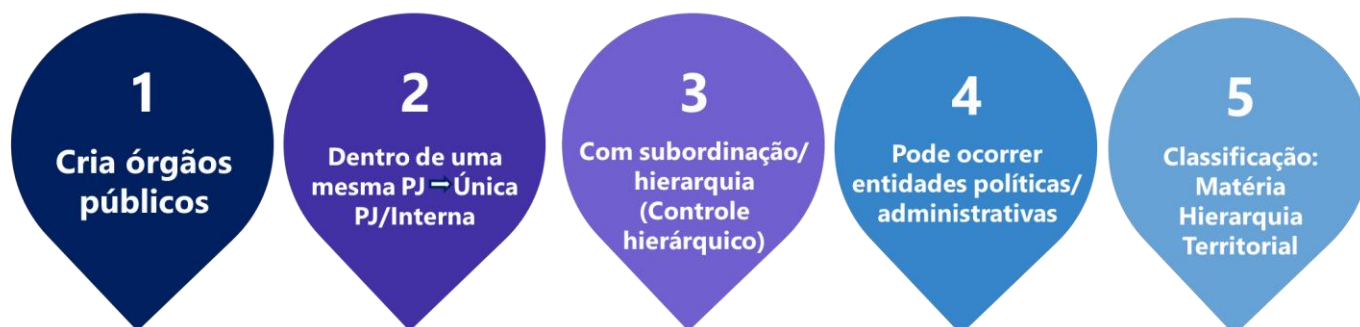 1
Cria órgãos
públicos
2
Dentro de uma
mesma PJ ➡ Única
PJ/Interna
3
Com subordinação/
hierarquia
(Controle
hierárquico)
4
Pode ocorrer
entidades políticas/
administrativas
5
Classificação:
Matéria
Hierarquia
Territorial